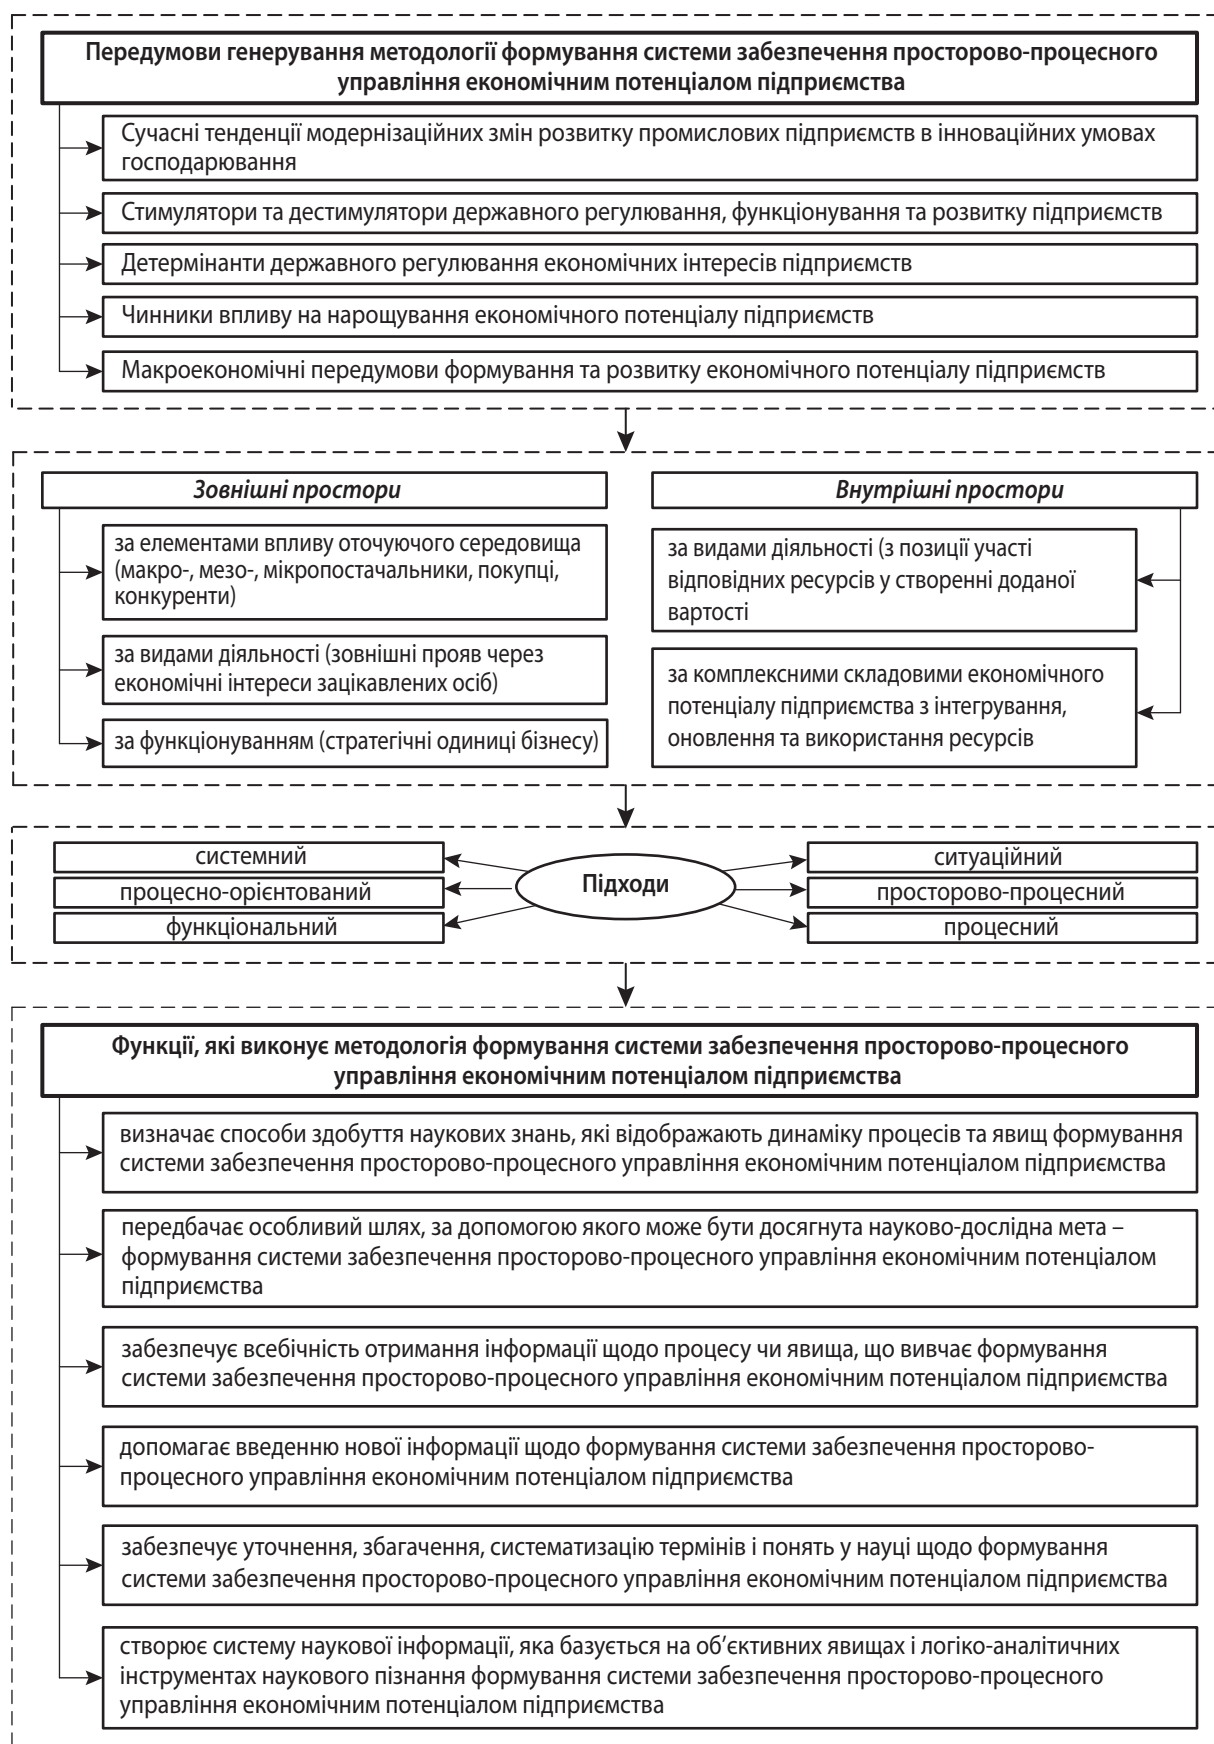 Передумови генерування методології формування системи забезпечення просторово-процесного
управління економічним потенціалом підприємства
Сучасні тенденції модернізаційних змін розвитку промислових підприємств в інноваційних умовах
господарювання
Стимулятори та дестимулятори державного регулювання, функціонування та розвитку підприємств
Детермінанти державного регулювання економічних інтересів підприємств
Чинники впливу на нарощування економічного потенціалу підприємств
Макроекономічні передумови формування та розвитку економічного потенціалу підприємств
Зовнішні простори
за елементами впливу оточуючого середовища
(макро-, мезо-, мікропостачальники, покупці,
конкуренти)
за видами діяльності (зовнішні прояв через
економічні інтереси зацікавлених осіб)
за функціонуванням (стратегічні одиниці бізнесу)
Внутрішні простори
за видами діяльності (з позиції участі
відповідних ресурсів у створенні доданої
вартості
за комплексними складовими економічного
потенціалу підприємства з інтегрування,
оновлення та використання ресурсів
Підходи
системний
процесно-орієнтований
функціональний
ситуаційний
просторово-процесний
процесний
Функції, які виконує методологія формування системи забезпечення просторово-процесного
управління економічним потенціалом підприємства
визначає способи здобуття наукових знань, які відображають динаміку процесів та явищ формування
системи забезпечення просторово-процесного управління економічним потенціалом підприємства
передбачає особливий шлях, за допомогою якого може бути досягнута науково-дослідна мета –
формування системи забезпечення просторово-процесного управління економічним потенціалом
підприємства
забезпечує всебічність отримання інформації щодо процесу чи явища, що вивчає формування
системи забезпечення просторово-процесного управління економічним потенціалом підприємства
допомагає введенню нової інформації щодо формування системи забезпечення просторово-
процесного управління економічним потенціалом підприємства
забезпечує уточнення, збагачення, систематизацію термінів і понять у науці щодо формування
системи забезпечення просторово-процесного управління економічним потенціалом підприємства
створює систему наукової інформації, яка базується на об’єктивних явищах і логіко-аналітичних
інструментах наукового пізнання формування системи забезпечення просторово-процесного
управління економічним потенціалом підприємства